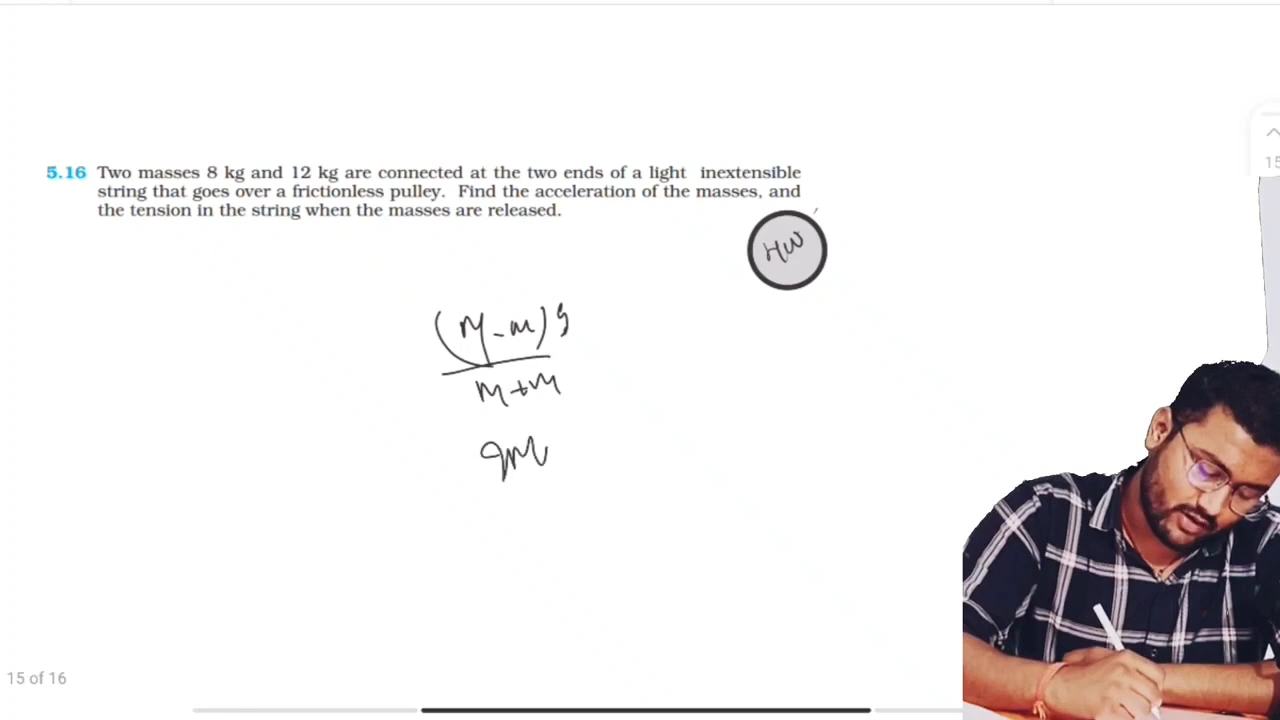 5.16 Two masses 8 kg and 12 kg are connected at the two ends of a light inextensible
string that goes over a frictionless pulley. Find the acceleration of the masses, and
the tension in the string when the masses are released.
HW
(M-m)g
M+m
2M
15 of 16
15